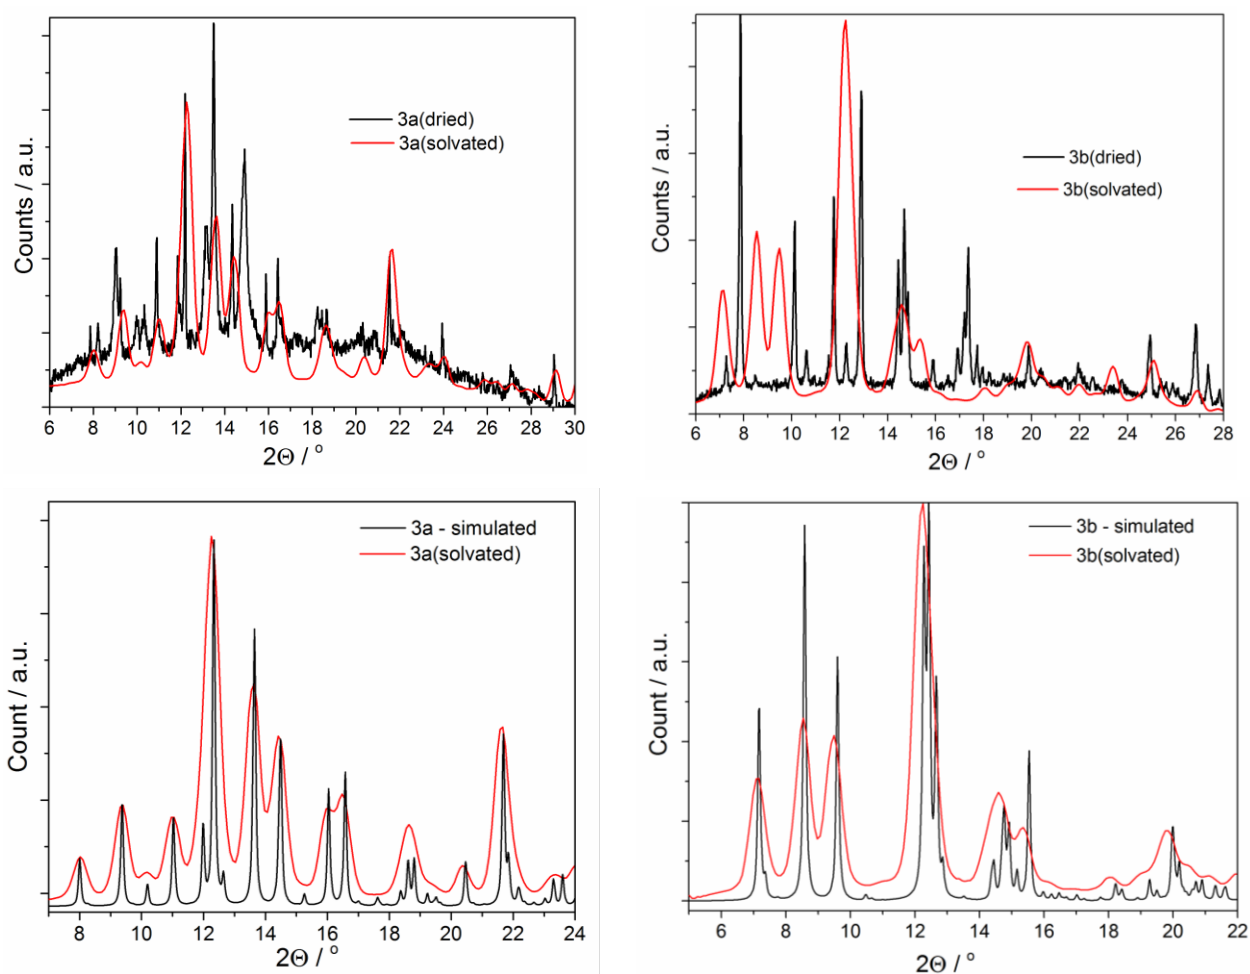 Counts / a.u.
3a(dried)
3a(solvated)
6 8 10 12 14 16 18 20 22 24 26 28 30
2Θ / °
Counts / a.u.
3b(dried)
3b(solvated)
6 8 10 12 14 16 18 20 22 24 26 28
2Θ / °
Count / a.u.
3a - simulated
3a(solvated)
8 10 12 14 16 18 20 22 24
2Θ / °
Count / a.u.
3b - simulated
3b(solvated)
6 8 10 12 14 16 18 20 22
2Θ / °